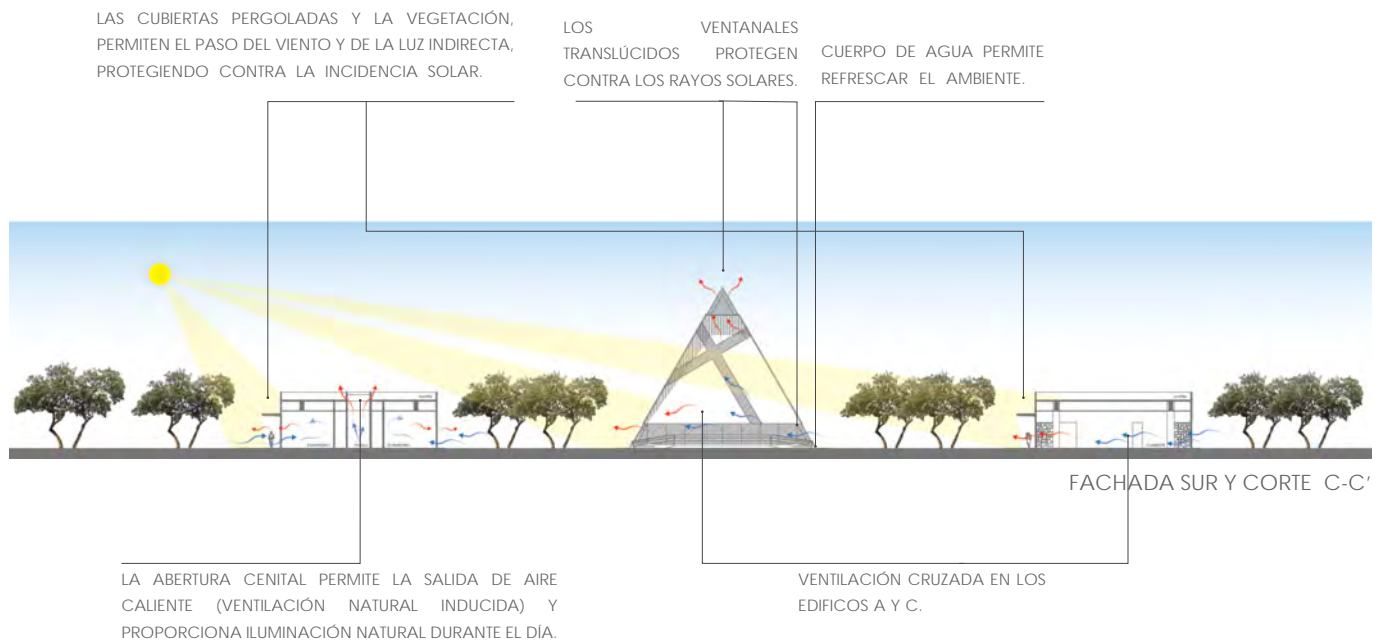 LAS CUBIERTAS PERGOLADAS Y LA VEGETACIÓN,
PERMITEN EL PASO DEL VIENTO Y DE LA LUZ INDIRECTA,
PROTEGIENDO CONTRA LA INCIDENCIA SOLAR.
LOS VENTANALES
TRANSLÚCIDOS PROTEGEN
CONTRA LOS RAYOS SOLARES.
CUERPO DE AGUA PERMITE
REFRESCAR EL AMBIENTE.
FACHADA SUR Y CORTE C-C'
LA ABERTURA CENITAL PERMITE LA SALIDA DE AIRE
CALIENTE (VENTILACIÓN NATURAL INDUCIDA) Y
PROPORCIONA ILUMINACIÓN NATURAL DURANTE EL DÍA.
VENTILACIÓN CRUZADA EN LOS
EDIFICOS A Y C.